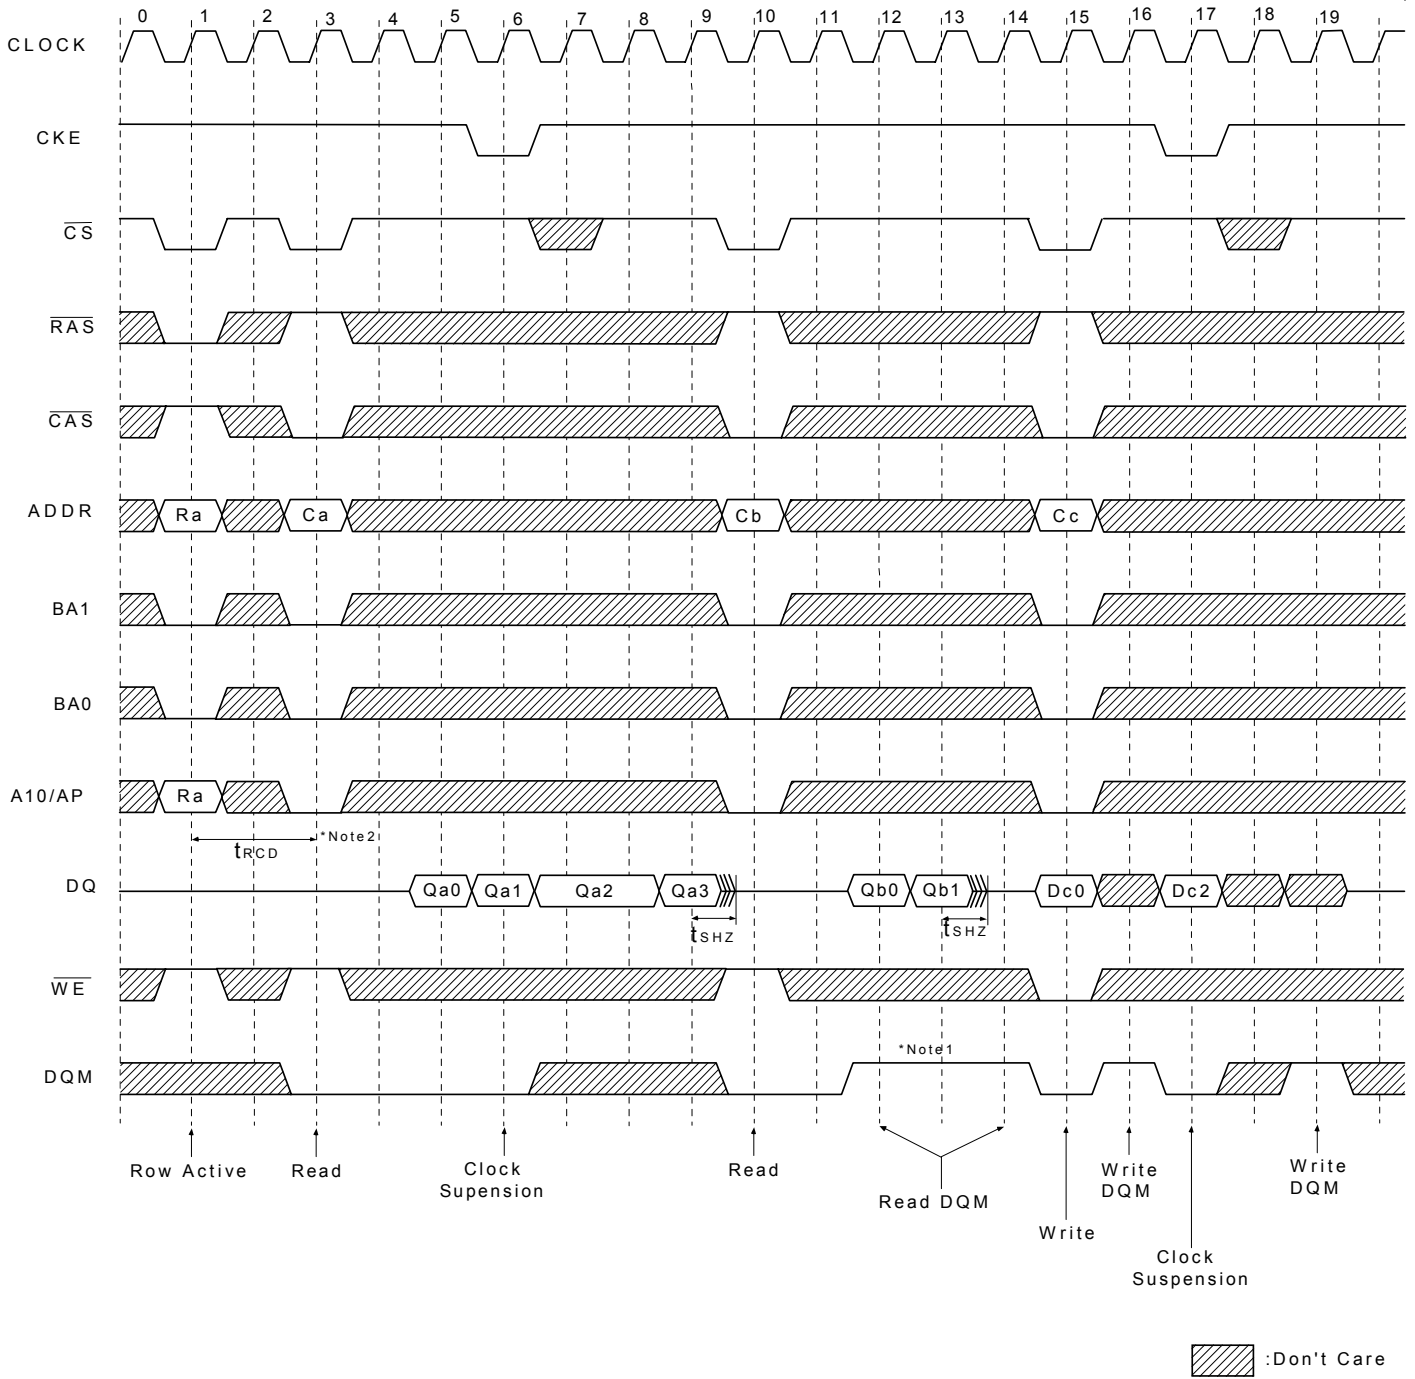 0 1 2 3 4 5 6 7 8 9 10 11 12 13 14 15 16 17 18 19
CLOCK
CKE
CS
RAS
CAS
ADDR Ra Ca Cb Cc
BA1
BA0
A10/AP Ra
tRCD *Note2
DQ Qa0 Qa1 Qa2 Qa3 Qb0 Qb1 Dc0 Dc2
tSHZ tSHZ
WE
*Note1
DQM
Row Active Read Clock Supension Read Read DQM Write Write DQM Clock Suspension Write DQM
:Don't Care